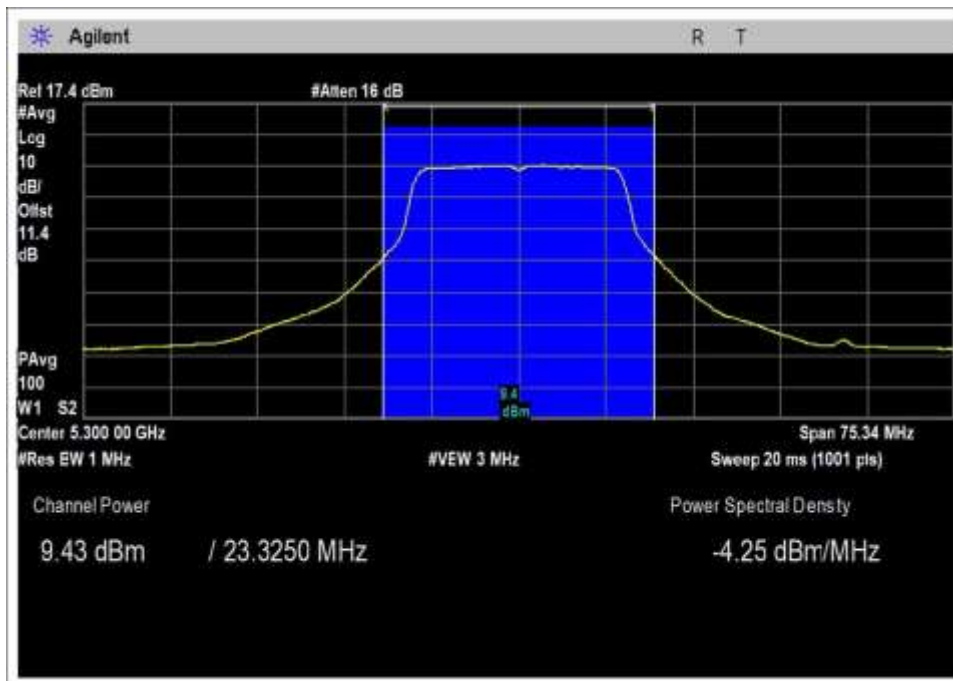 Agilent
R T
Ref 17.4 dBm #Atten 16 dB
#Avg
Log
10
dB/
Offst
11.4
dB
PAvg
100
W1 S2
9.4
dBm
Center 5.300 00 GHz Span 75.34 MHz
#Res BW 1 MHz #VBW 3 MHz Sweep 20 ms (1001 pts)
Channel Power Power Spectral Density
9.43 dBm / 23.3250 MHz -4.25 dBm/MHz